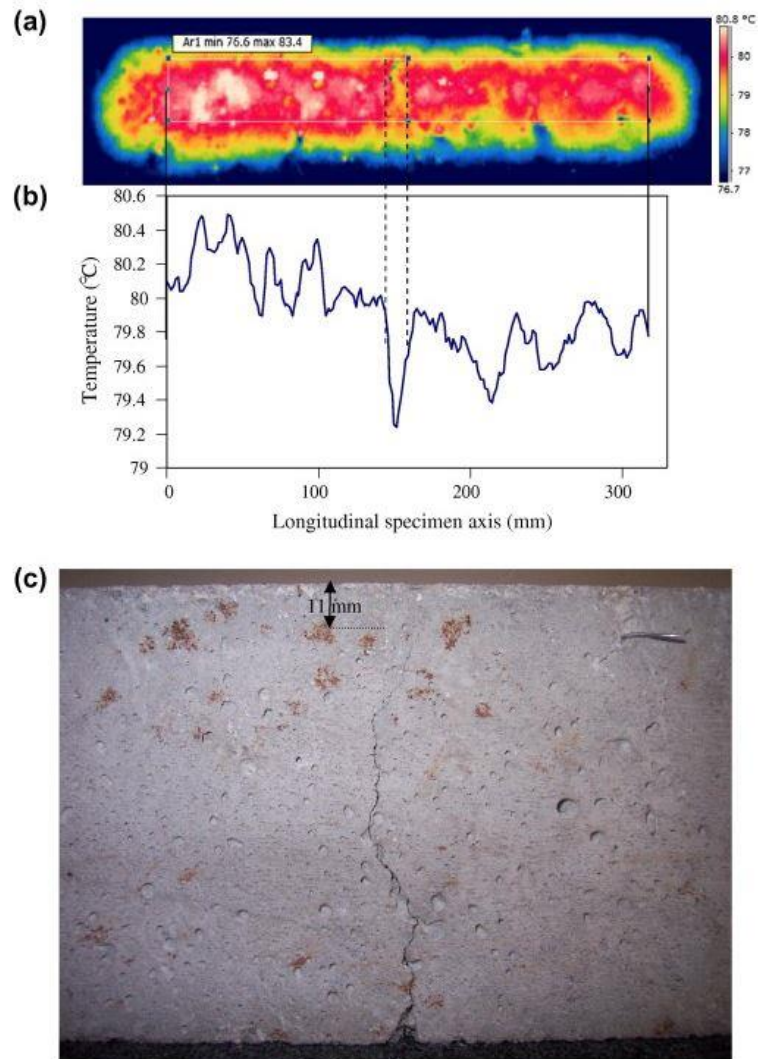 (a)
Ar1 min 76.6 max 83.4
80.8 °C
80
79
78
77
76.7
(b)
80.6
80.4
80.2
80
79.8
79.6
79.4
79.2
79
Temperature (°C)
0
100
200
300
Longitudinal specimen axis (mm)
(c)
11 mm